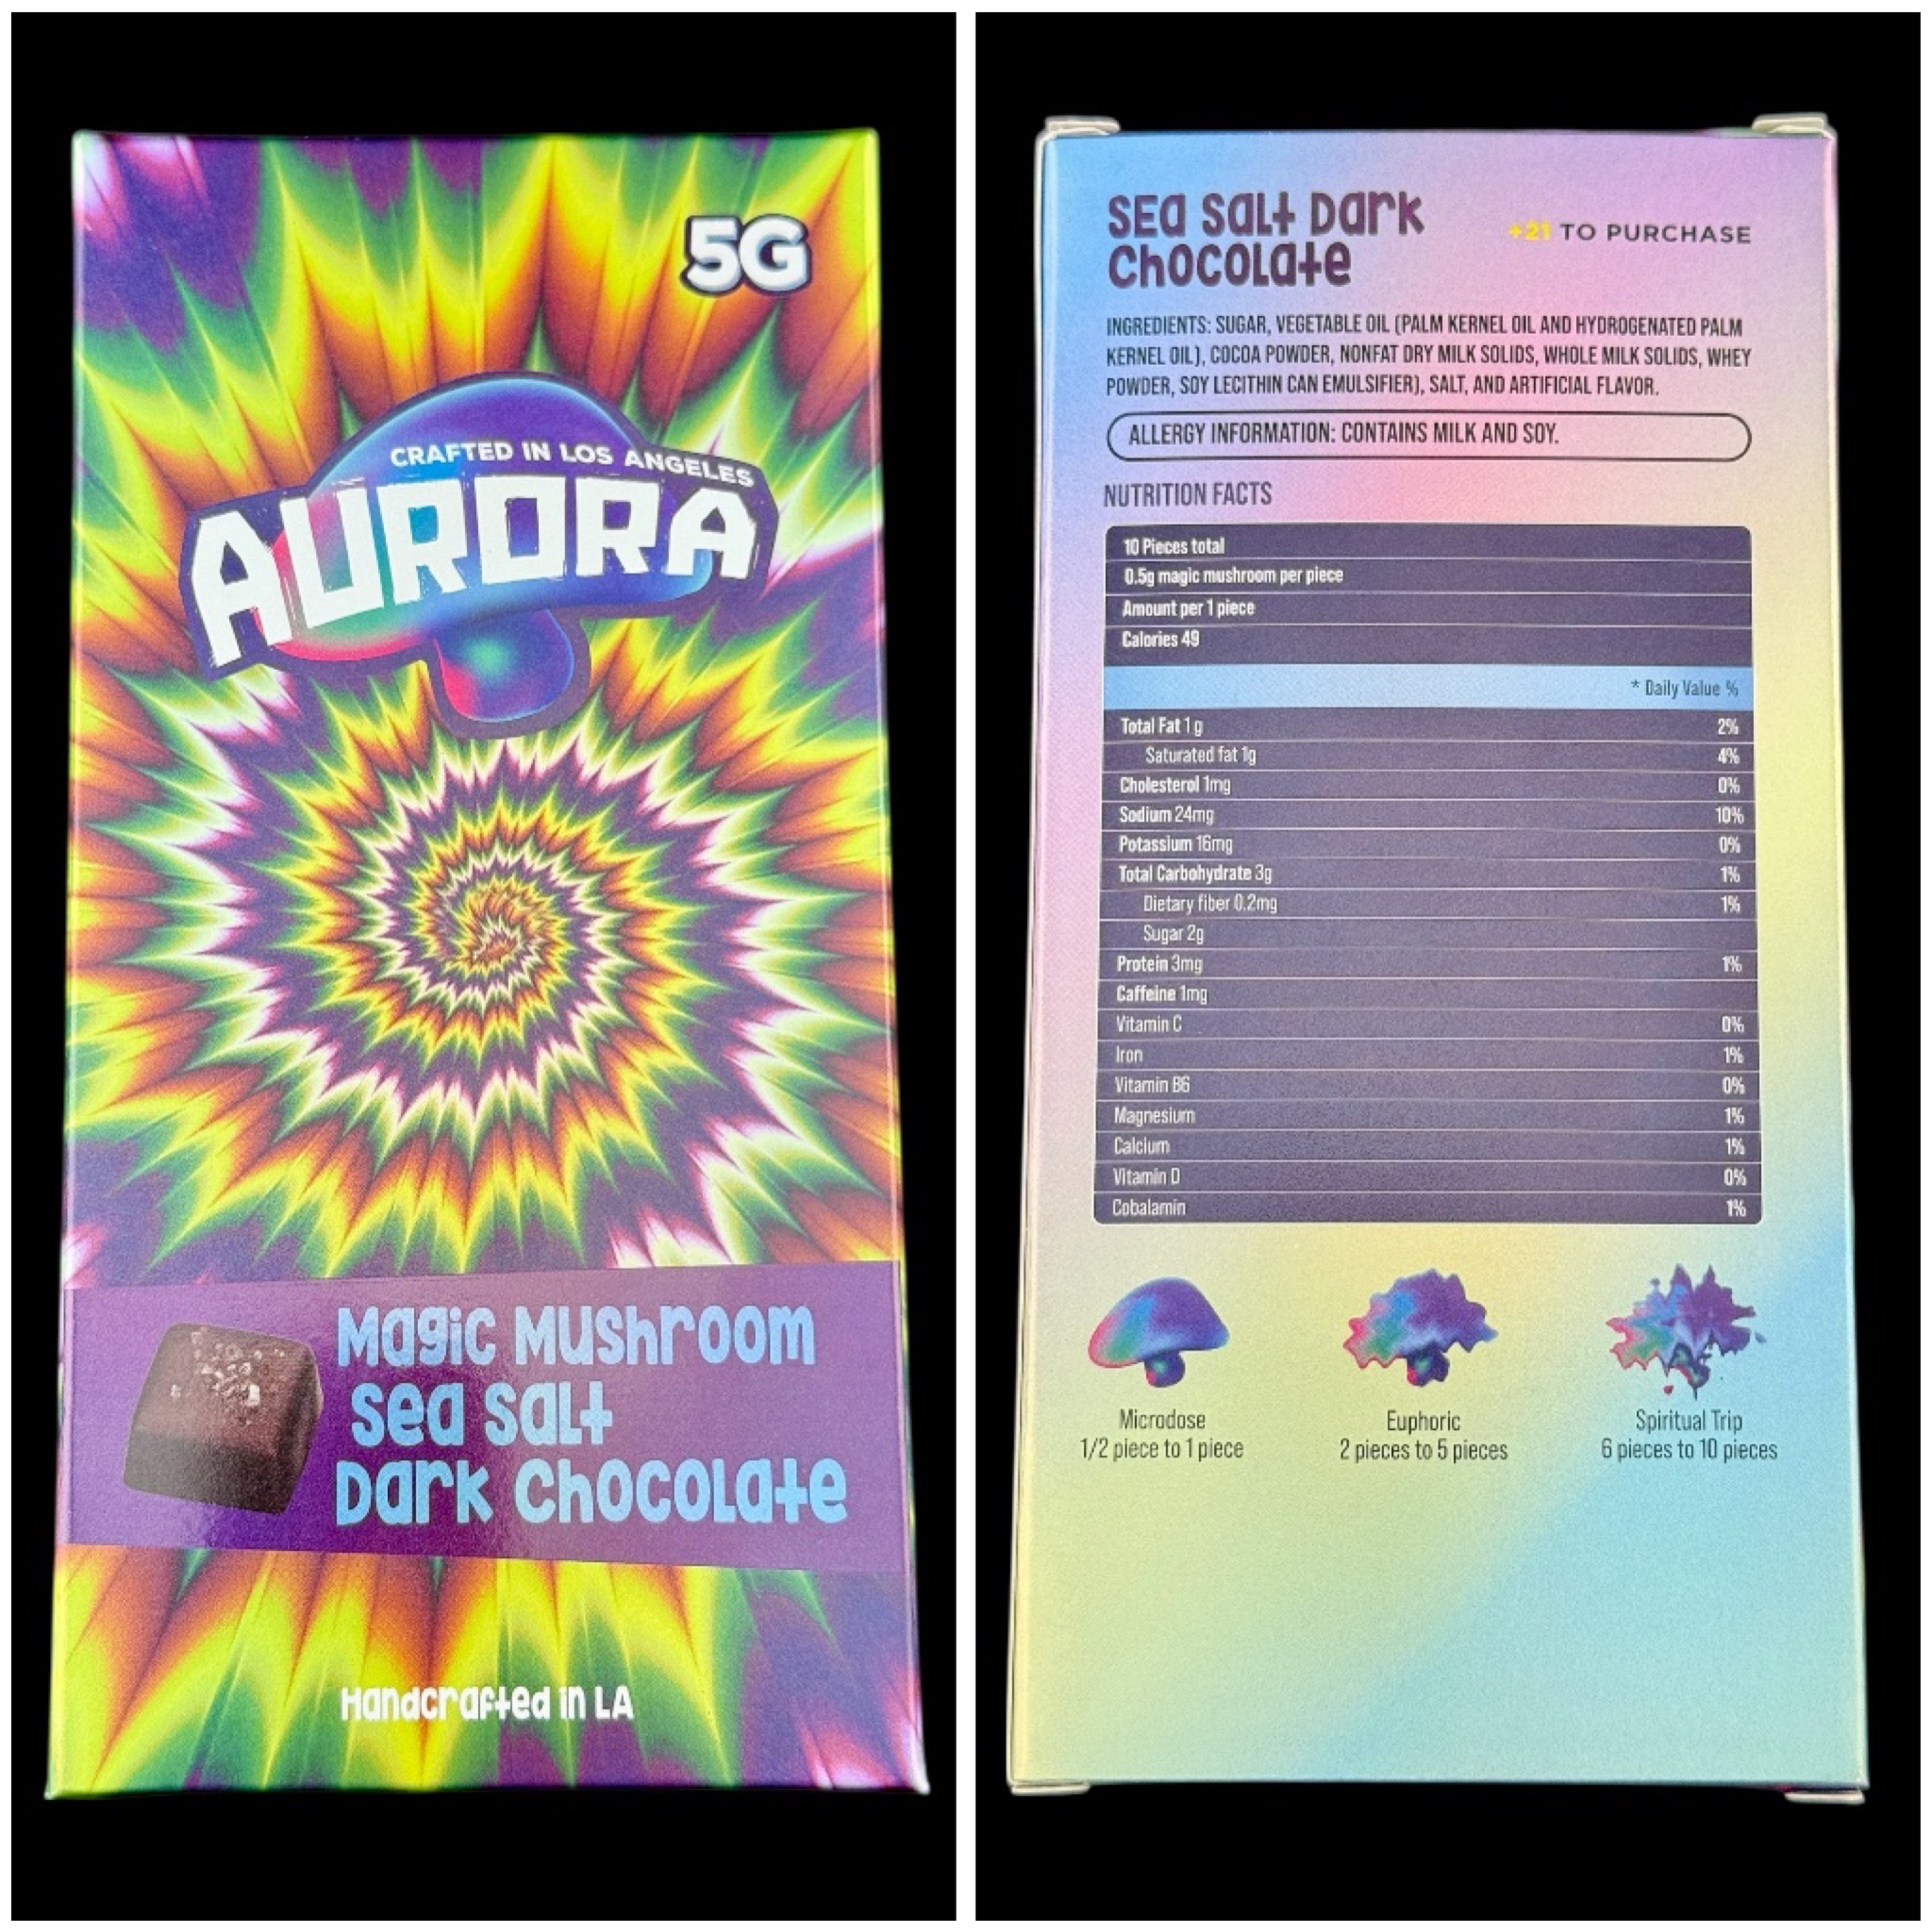 5G
CRAFTED IN LOS ANGELES
AURORA
Magic Mushroom
Sea Salt
Dark Chocolate
Handcrafted in LA
Sea Salt Dark
Chocolate
+21 TO PURCHASE
INGREDIENTS: SUGAR, VEGETABLE OIL (PALM KERNEL OIL AND HYDROGENATED PALM
KERNEL OIL), COCOA POWDER, NONFAT DRY MILK SOLIDS, WHOLE MILK SOLIDS, WHEY
POWDER, SOY LECITHIN CAN EMULSIFIER), SALT, AND ARTIFICIAL FLAVOR.
ALLERGY INFORMATION: CONTAINS MILK AND SOY.
NUTRITION FACTS
10 Pieces total
0.5g magic mushroom per piece
Amount per 1 piece
Calories 49
* Daily Value %
Total Fat 1 g 2%
Saturated fat 1g 4%
Cholesterol 1mg 0%
Sodium 24mg 10%
Potassium 16mg 0%
Total Carbohydrate 3g 1%
Dietary fiber 0.2mg 1%
Sugar 2g
Protein 3mg 1%
Caffeine 1mg
Vitamin C 0%
Iron 1%
Vitamin B6 0%
Magnesium 1%
Calcium 1%
Vitamin D 0%
Cobalamin 1%
Microdose
1/2 piece to 1 piece
Euphoric
2 pieces to 5 pieces
Spiritual Trip
6 pieces to 10 pieces